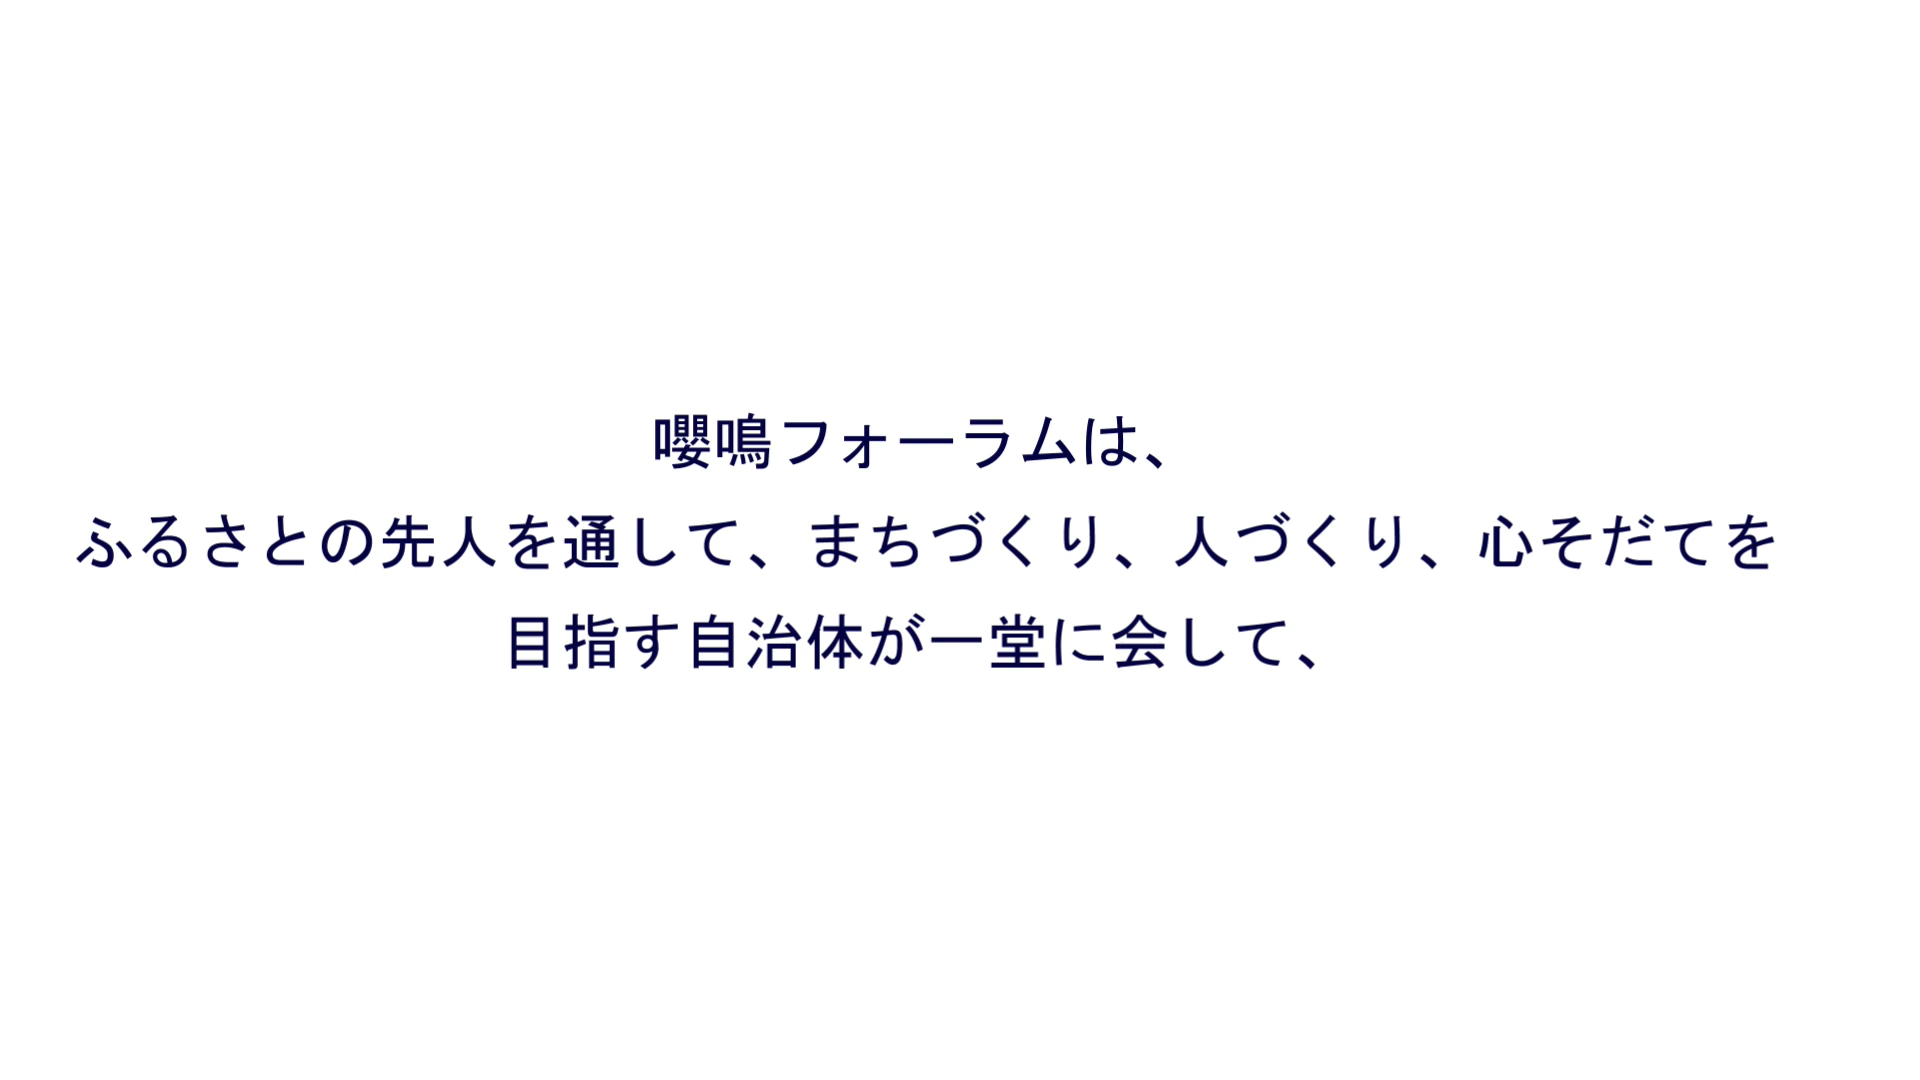 嚶鳴フォーラムは、
ふるさとの先人を通して、まちづくり、人づくり、心そだてを
目指す自治体が一堂に会して、